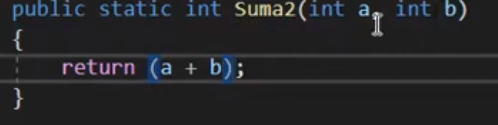 public static int Suma2(int a, int b)
{
return (a + b);
}